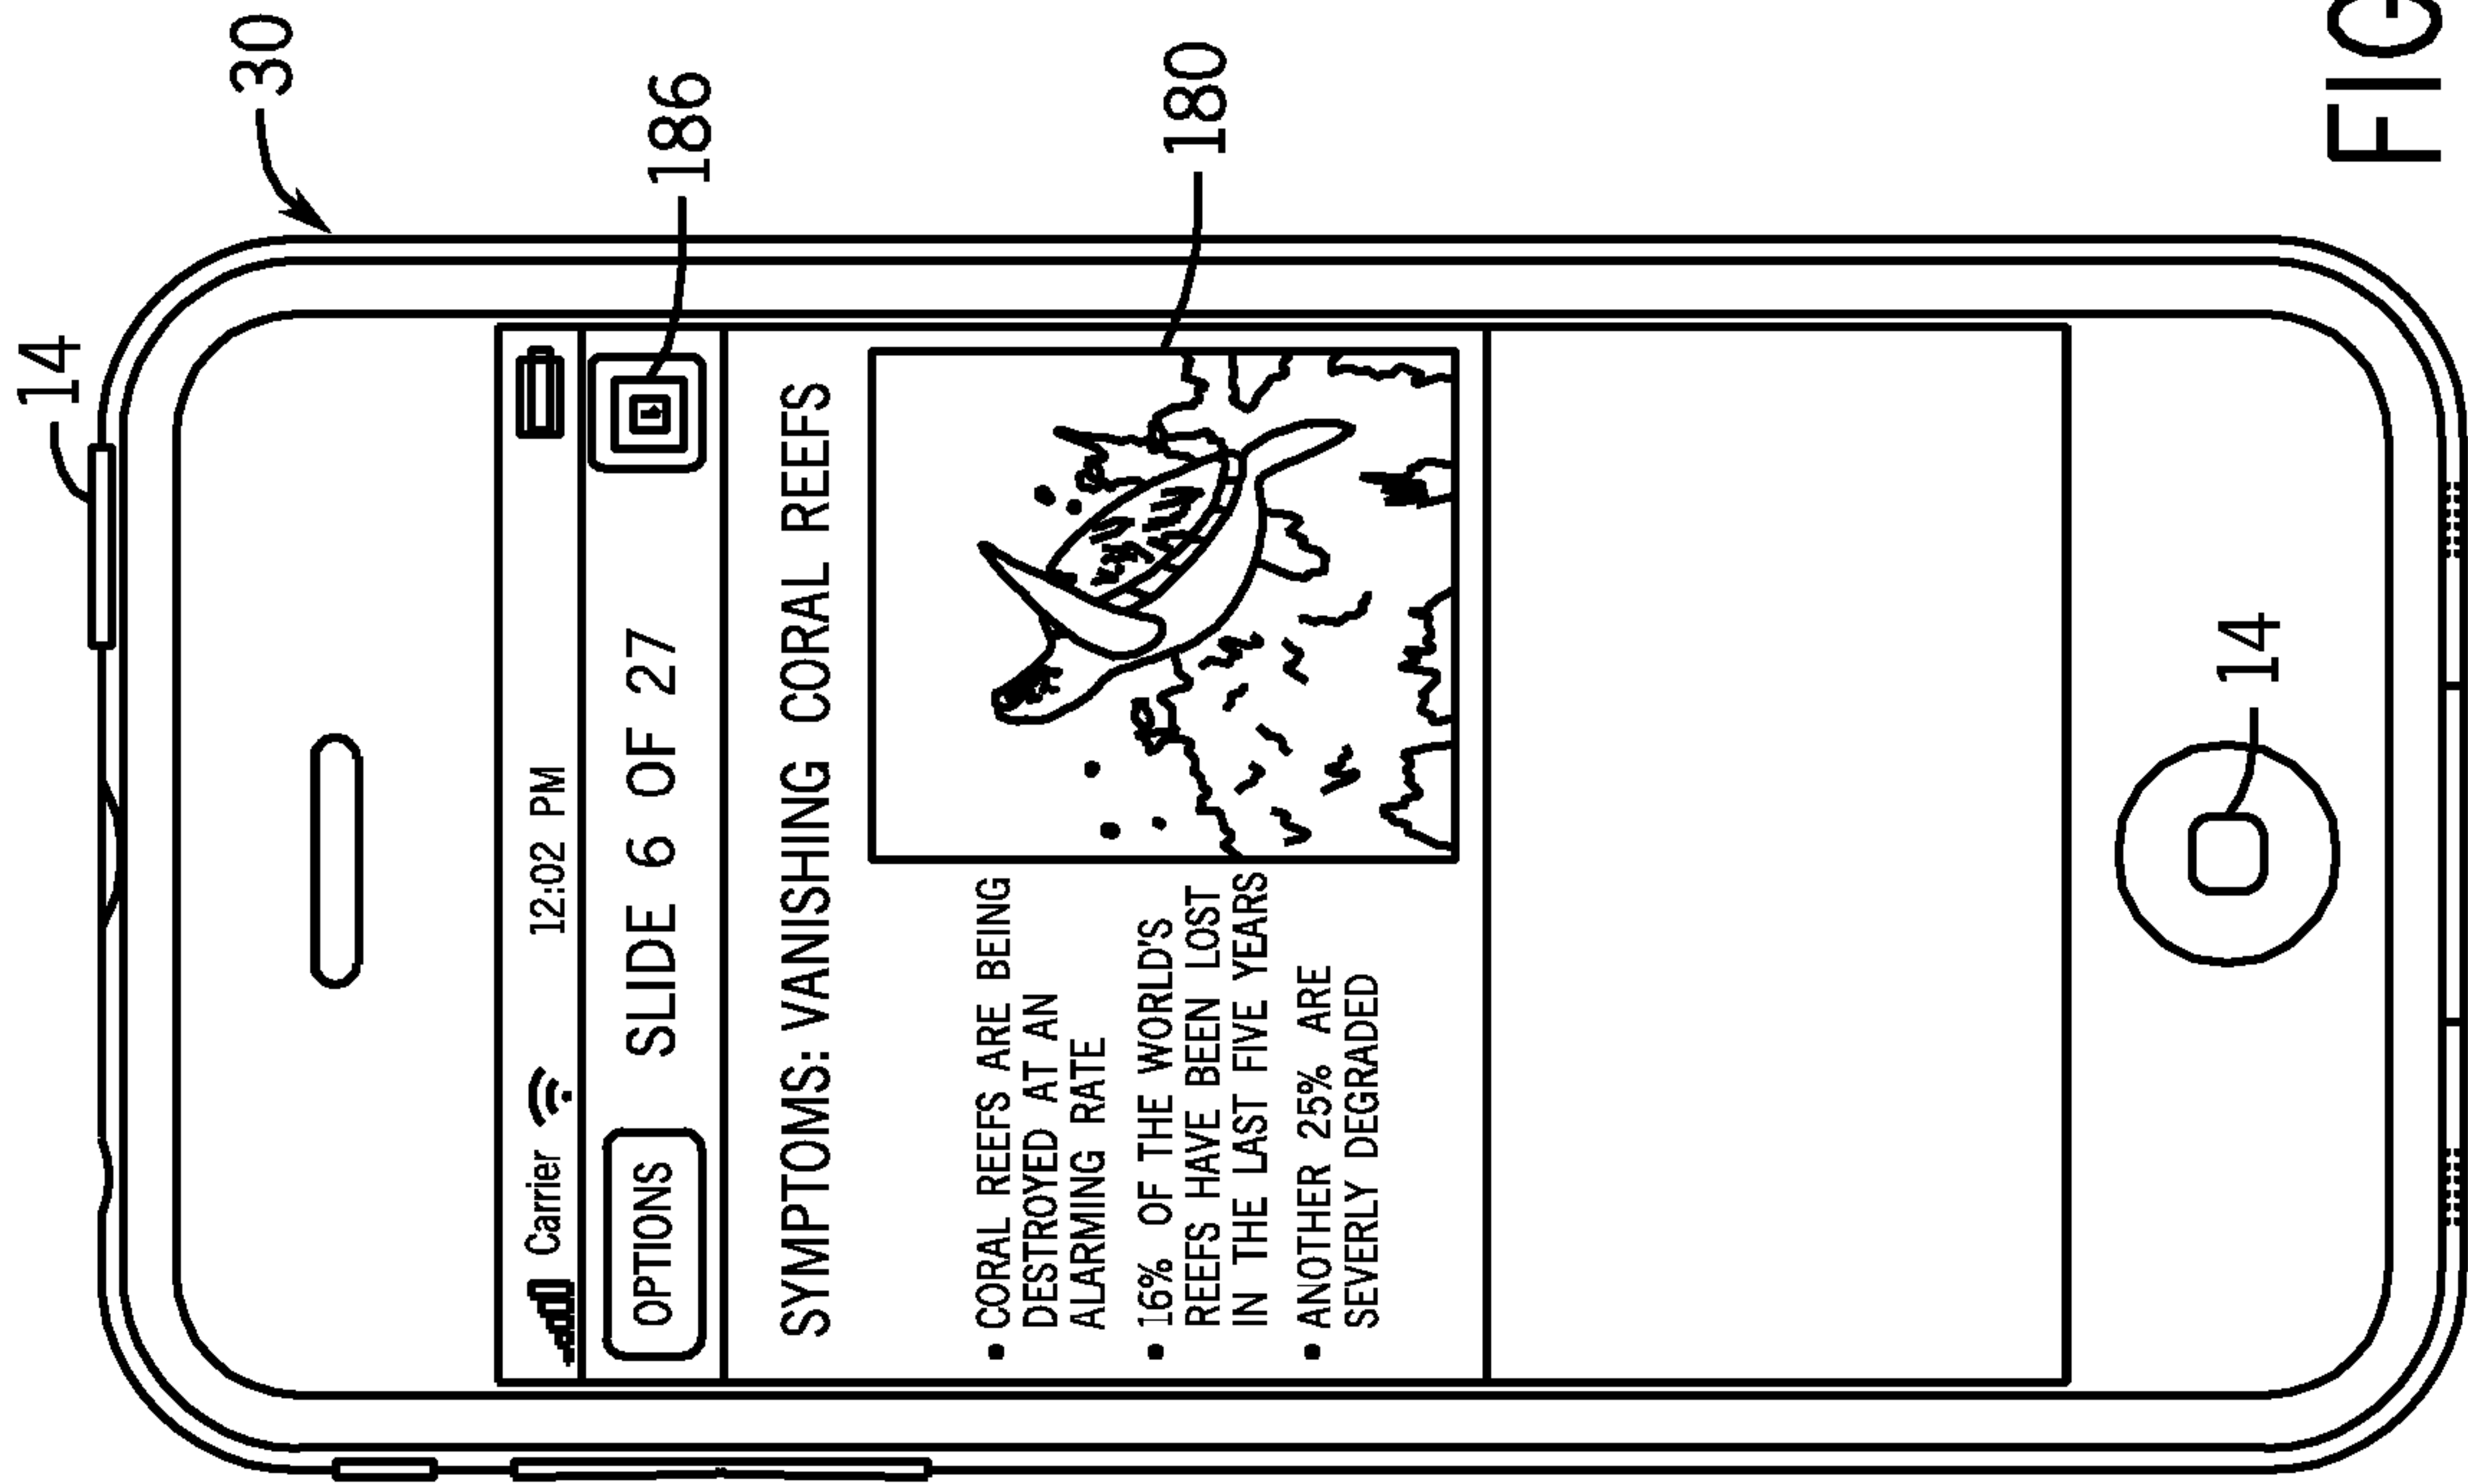 14
30
Carrier 12:02 PM
OPTIONS SLIDE 6 OF 27
186
SYMPTOMS: VANISHING CORAL REEFS
• CORAL REEFS ARE BEING
DESTROYED AT AN
ALARMING RATE
• 16% OF THE WORLD'S
REEFS HAVE BEEN LOST
IN THE LAST FIVE YEARS
• ANOTHER 25% ARE
SEVERLY DEGRADED
180
14
FIG